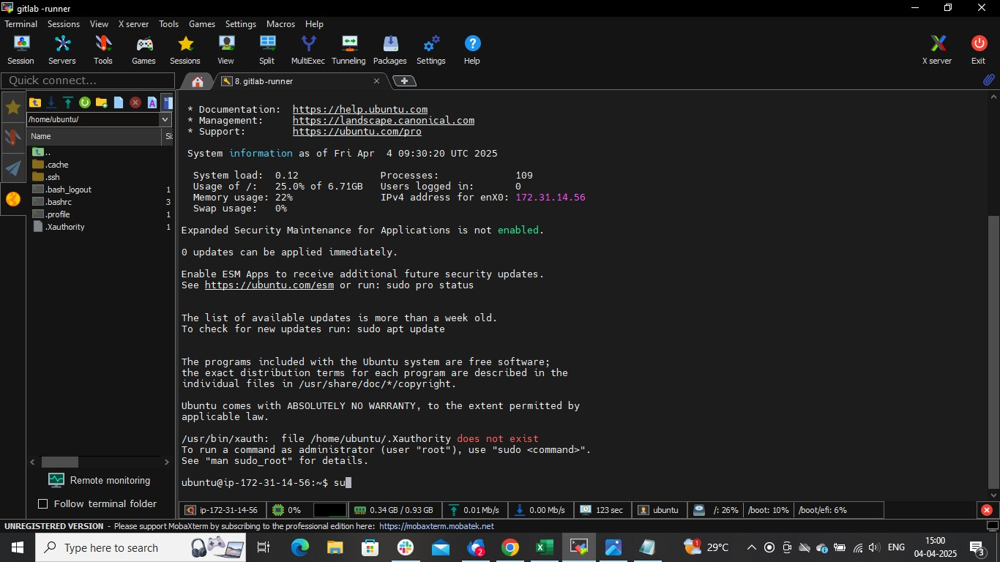 gitlab -runner
Terminal Sessions View X server Tools Games Settings Macros Help
Session Servers Tools Games Sessions View Split MultiExec Tunneling Packages Settings Help X server Exit
Quick connect...
8. gitlab-runner
/home/ubuntu/
Name Si
..
.cache
.ssh
.bash_logout 1
.bashrc 3
.profile 1
.Xauthority 1
Remote monitoring
Follow terminal folder
* Documentation: https://help.ubuntu.com
* Management: https://landscape.canonical.com
* Support: https://ubuntu.com/pro
System information as of Fri Apr 4 09:30:20 UTC 2025
System load: 0.12 Processes: 109
Usage of /: 25.0% of 6.71GB Users logged in: 0
Memory usage: 22% IPv4 address for enX0: 172.31.14.56
Swap usage: 0%
Expanded Security Maintenance for Applications is not enabled.
0 updates can be applied immediately.
Enable ESM Apps to receive additional future security updates.
See https://ubuntu.com/esm or run: sudo pro status
The list of available updates is more than a week old.
To check for new updates run: sudo apt update
The programs included with the Ubuntu system are free software;
the exact distribution terms for each program are described in the
individual files in /usr/share/doc/*/copyright.
Ubuntu comes with ABSOLUTELY NO WARRANTY, to the extent permitted by
applicable law.
/usr/bin/xauth: file /home/ubuntu/.Xauthority does not exist
To run a command as administrator (user "root"), use "sudo <command>".
See "man sudo_root" for details.
ubuntu@ip-172-31-14-56:~$ su
ip-172-31-14-56 0% 0.34 GB / 0.93 GB 0.01 Mb/s 0.00 Mb/s 123 sec ubuntu /: 26% /boot: 10% /boot/efi: 6%
UNREGISTERED VERSION - Please support MobaXterm by subscribing to the professional edition here: https://mobaxterm.mobatek.net
Type here to search
2
1
29°C
ENG
15:00
04-04-2025
3